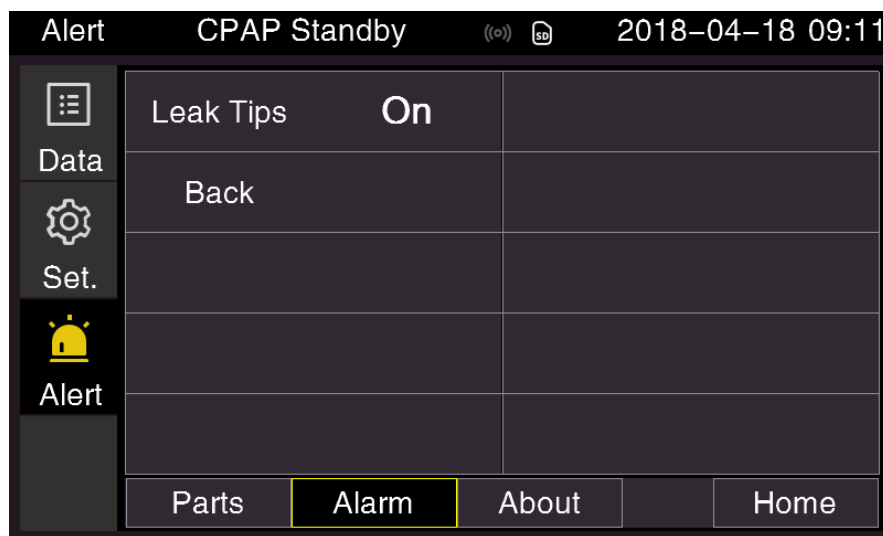 Alert CPAP Standby SD 2018-04-18 09:11
Data
Set.
Alert
Leak Tips On
Back
Parts Alarm About Home